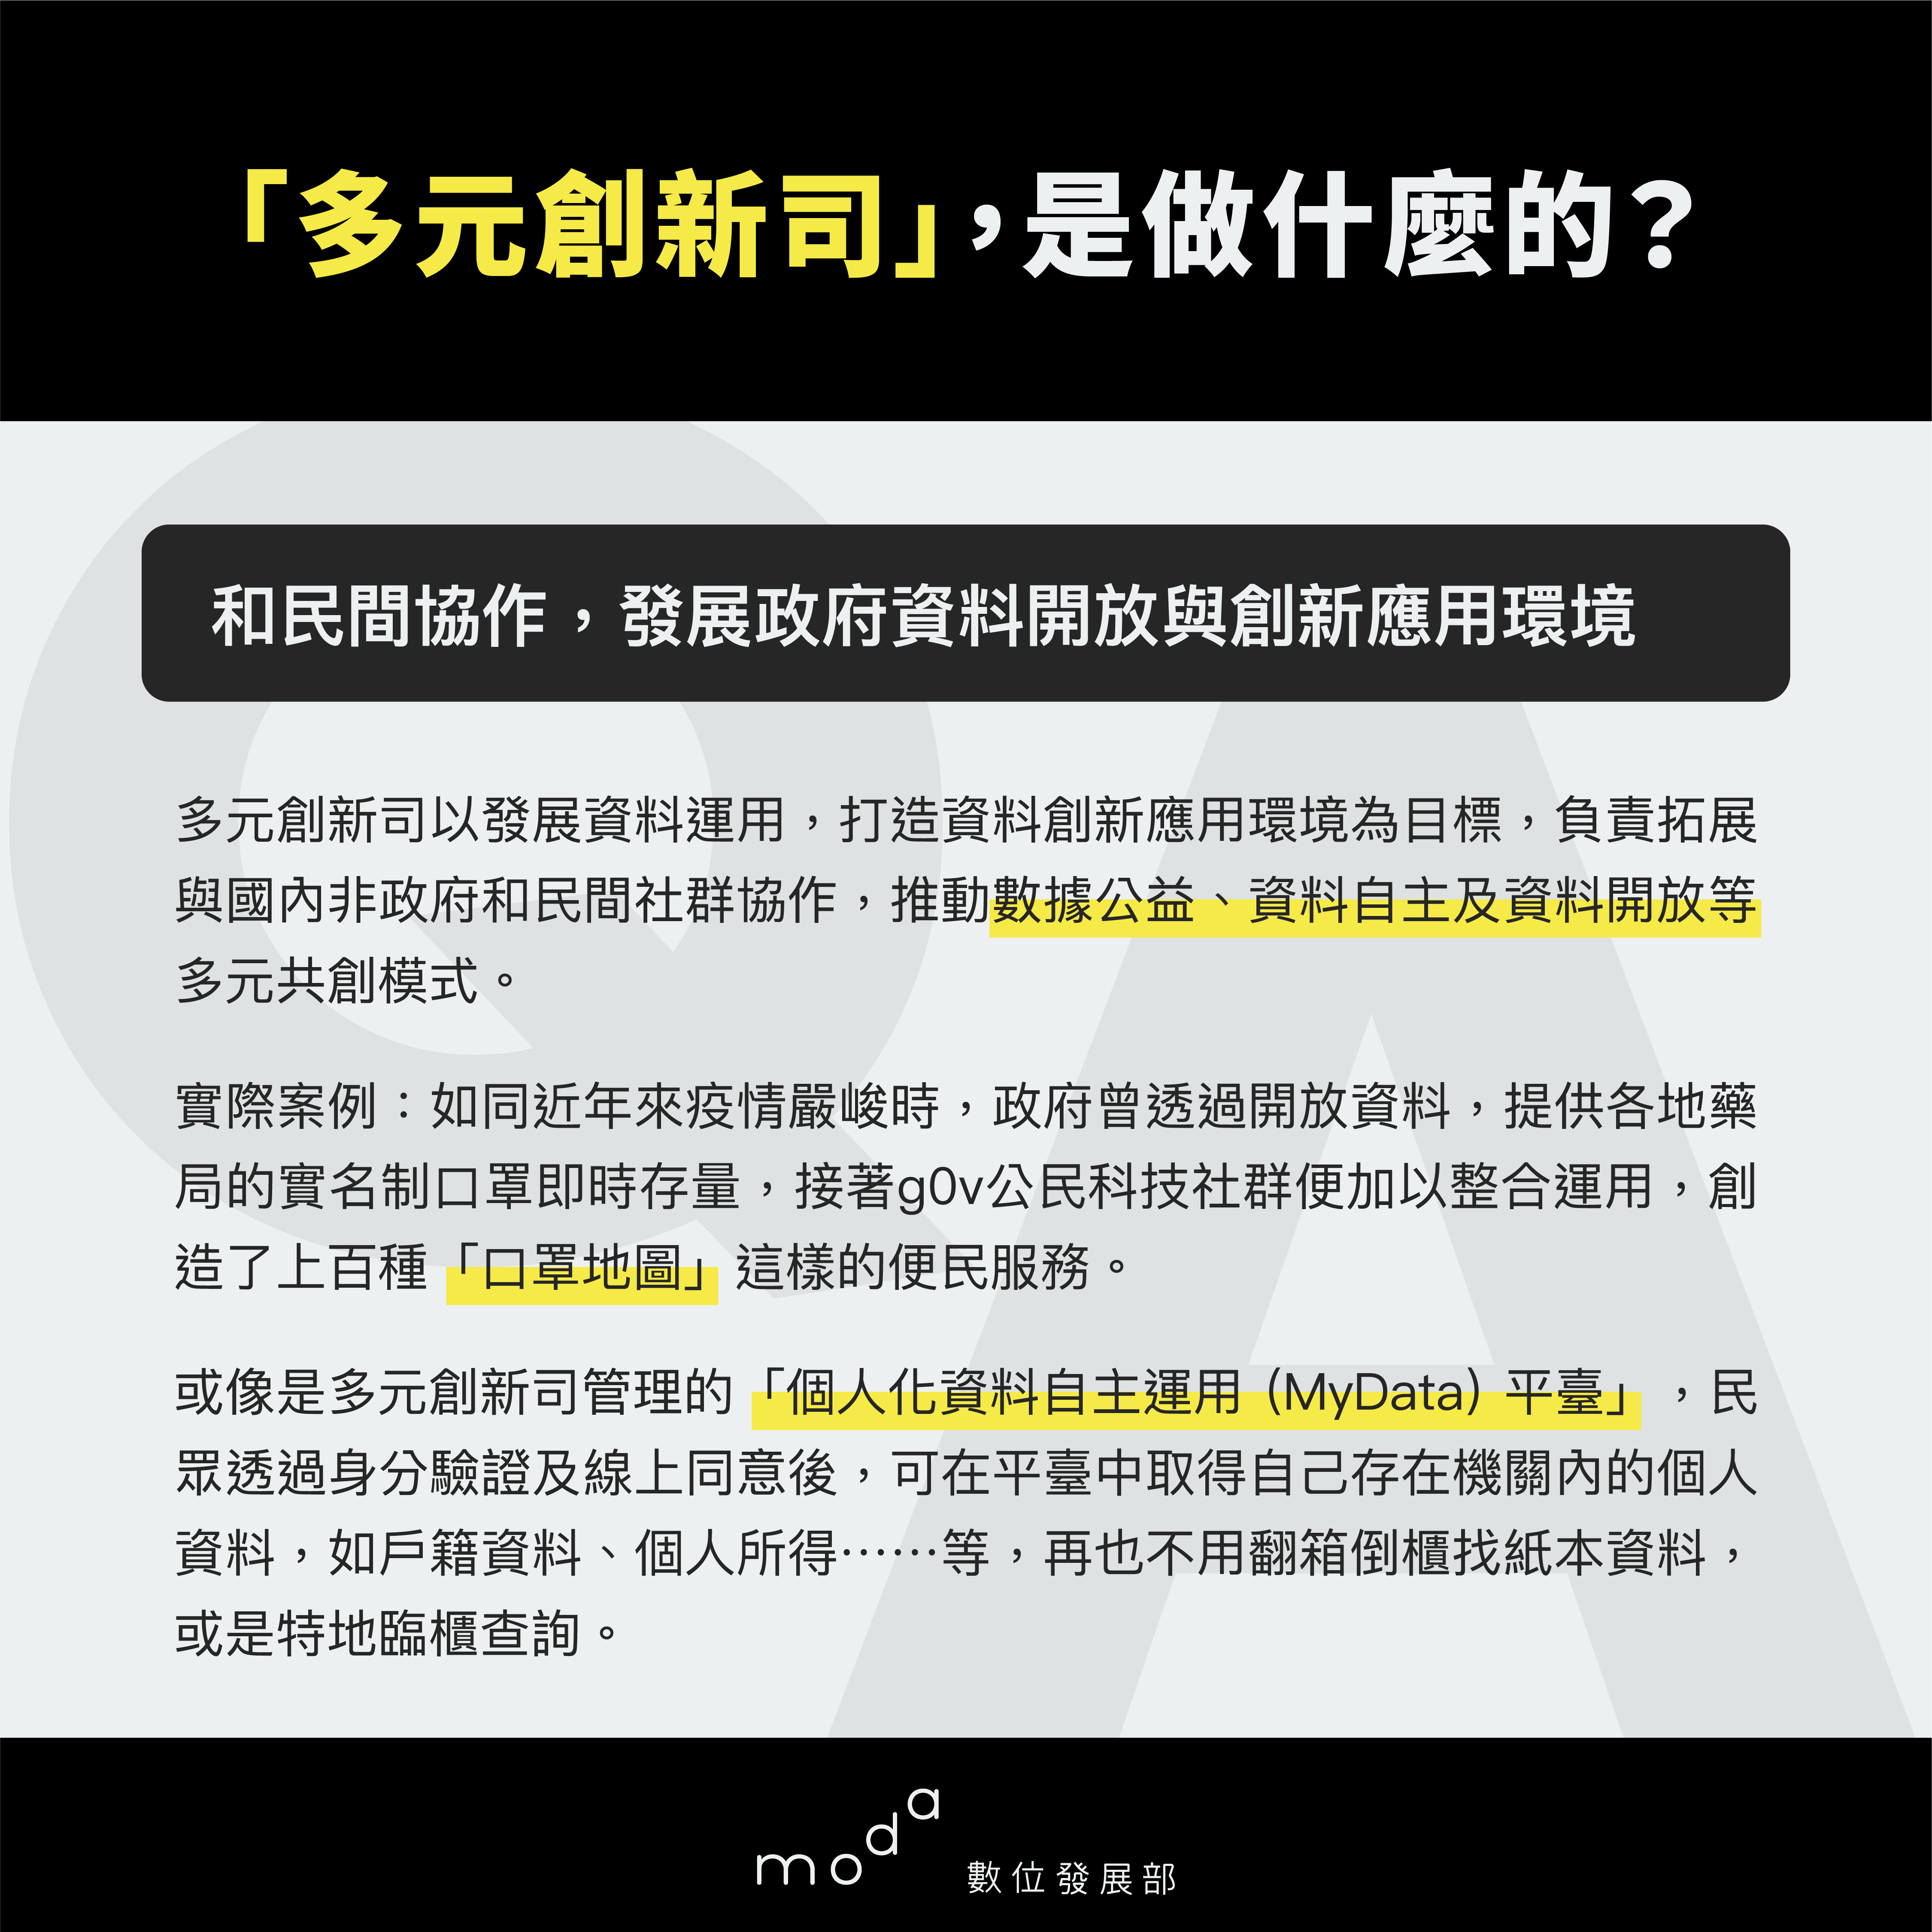 「多元創新司」，是做什麼的？
和民間協作，發展政府資料開放與創新應用環境
多元創新司以發展資料運用，打造資料創新應用環境為目標，負責拓展
與國內非政府和民間社群協作，推動數據公益、資料自主及資料開放等
多元共創模式。
實際案例：如同近年來疫情嚴峻時，政府曾透過開放資料，提供各地藥
局的實名制口罩即時存量，接著g0v公民科技社群便加以整合運用，創
造了上百種「口罩地圖」這樣的便民服務。
或像是多元創新司管理的「個人化資料自主運用（MyData）平臺」，民
眾透過身分驗證及線上同意後，可在平臺中取得自己存在機關內的個人
資料，如戶籍資料、個人所得……等，再也不用翻箱倒櫃找紙本資料，
或是特地臨櫃查詢。
moda 數位發展部